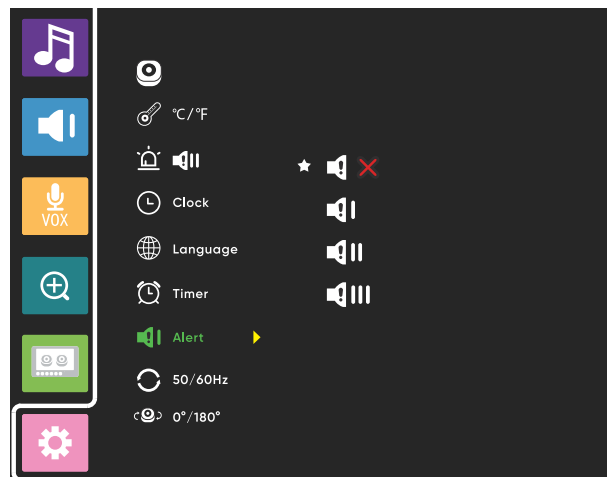 °C/°F
VOX
Clock
Language
Timer
Alert
50/60Hz
0°/180°